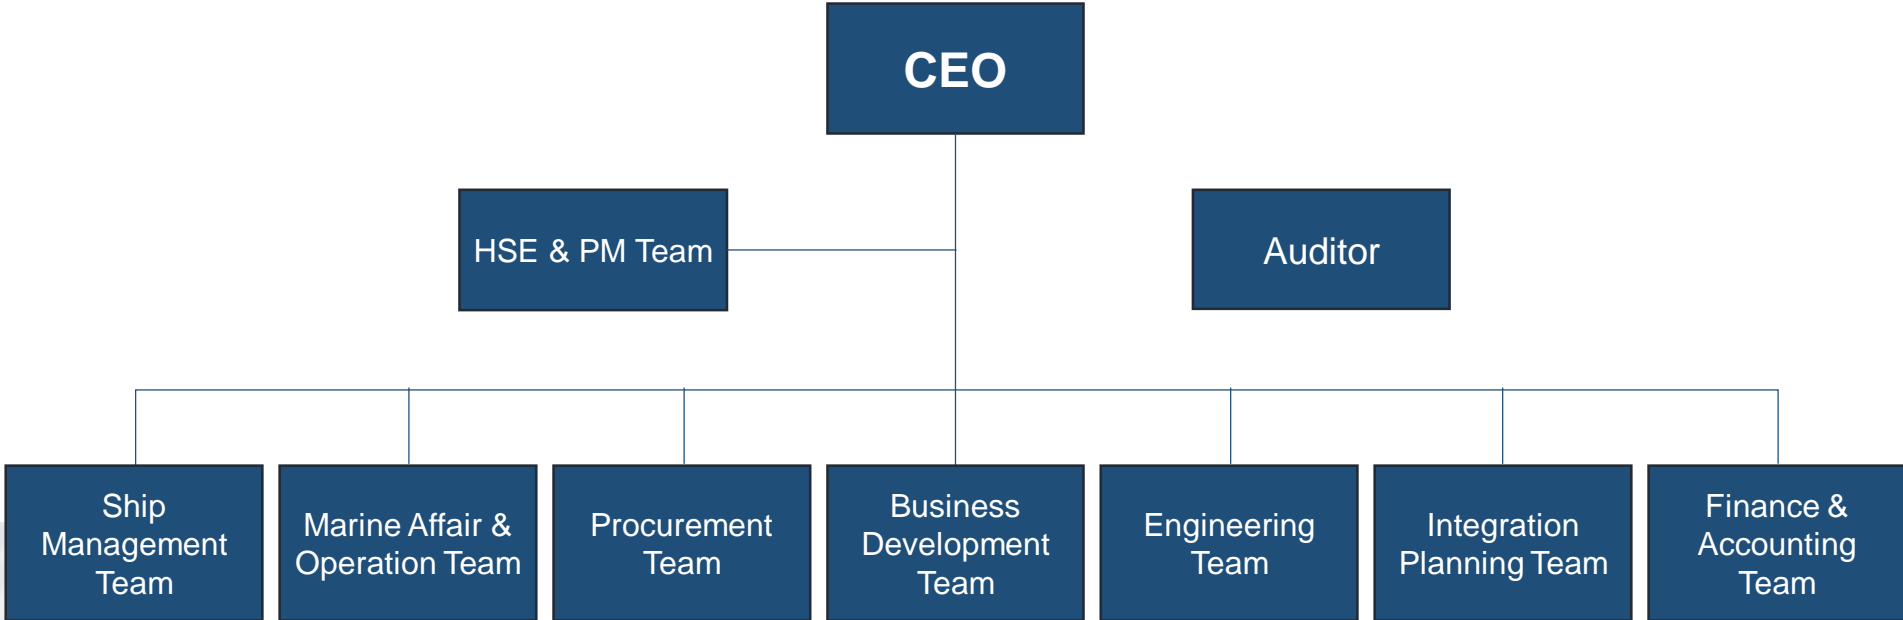 CEO
HSE & PM Team
Auditor
Ship
Management
Team
Marine Affair &
Operation Team
Procurement
Team
Business
Development
Team
Engineering
Team
Integration
Planning Team
Finance &
Accounting
Team